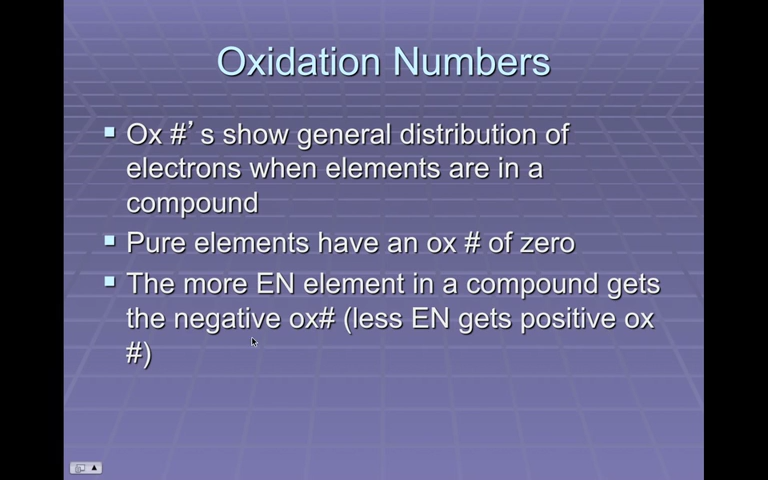 Oxidation Numbers
Ox #'s show general distribution of
electrons when elements are in a
compound
Pure elements have an ox # of zero
The more EN element in a compound gets
the negative ox# (less EN gets positive ox
#)